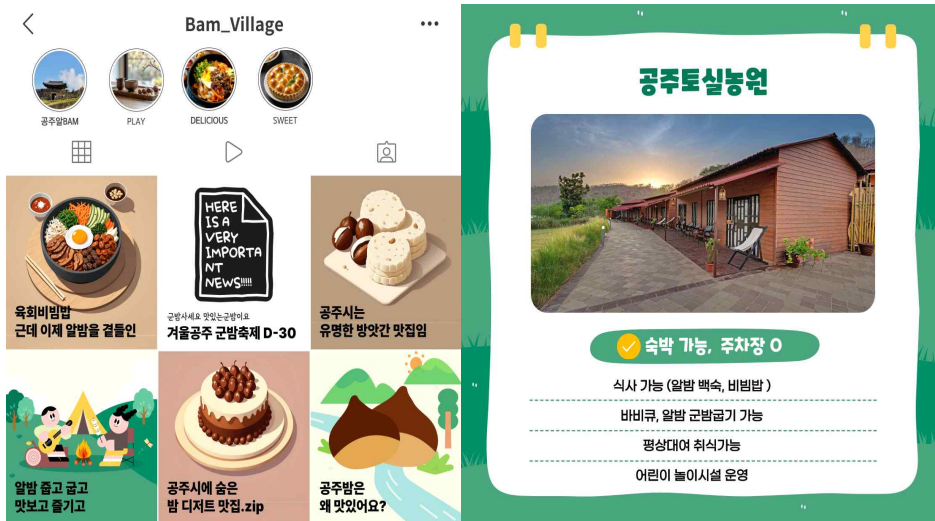 Bam_Village
공주알BAM
PLAY
DELICIOUS
SWEET
육회비빔밥
근데 이제 알밤을 곁들인
HERE
IS A
VERY
IMPORTA
NT
NEWS!!!!!
군밤사세요 맛있는군밤이요
겨울공주 군밤축제 D-30
공주시는
유명한 방앗간 맛집임
알밤 줍고 굽고
맛보고 즐기고
공주시에 숨은
밤 디저트 맛집.zip
공주밤은
왜 맛있어요?
공주토실농원
숙박 가능, 주차장 O
식사 가능 (알밤 백숙, 비빔밥 )
바비큐, 알밤 군밤굽기 가능
평상대여 취식가능
어린이 놀이시설 운영